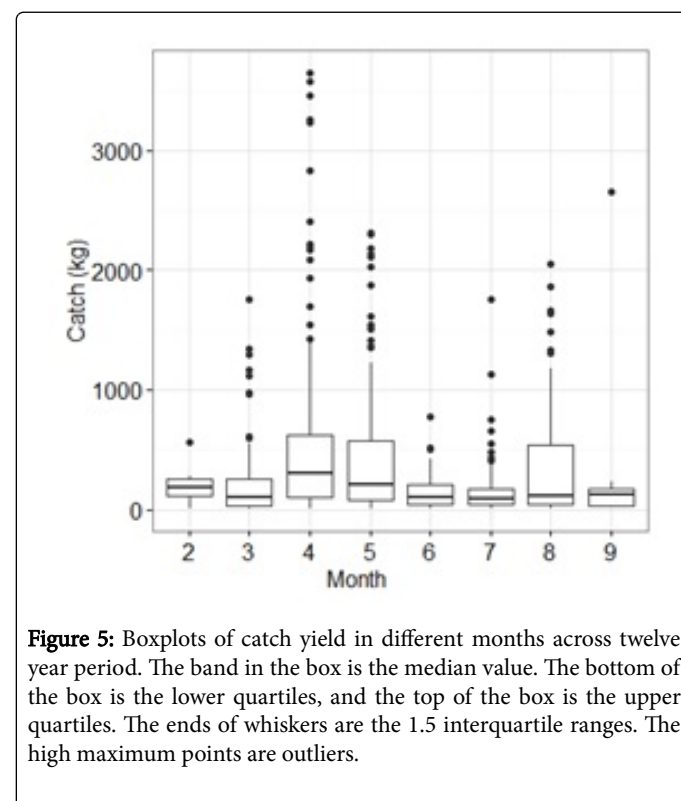 3000
2000
1000
0
Catch (kg)
2 3 4 5 6 7 8 9
Month
Figure 5: Boxplots of catch yield in different months across twelve
year period. The band in the box is the median value. The bottom of
the box is the lower quartiles, and the top of the box is the upper
quartiles. The ends of whiskers are the 1.5 interquartile ranges. The
high maximum points are outliers.